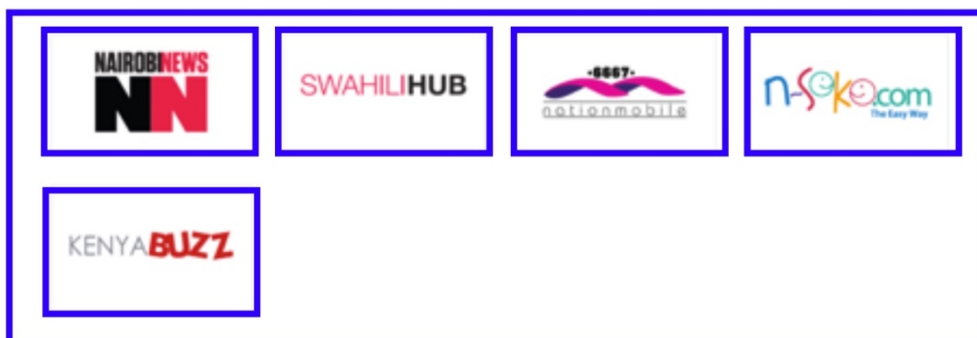 NAIROBINEWS
NN
SWAHILIHUB
·6667·
nationmobile
n-soko.com
The Easy Way
KENYABUZZ